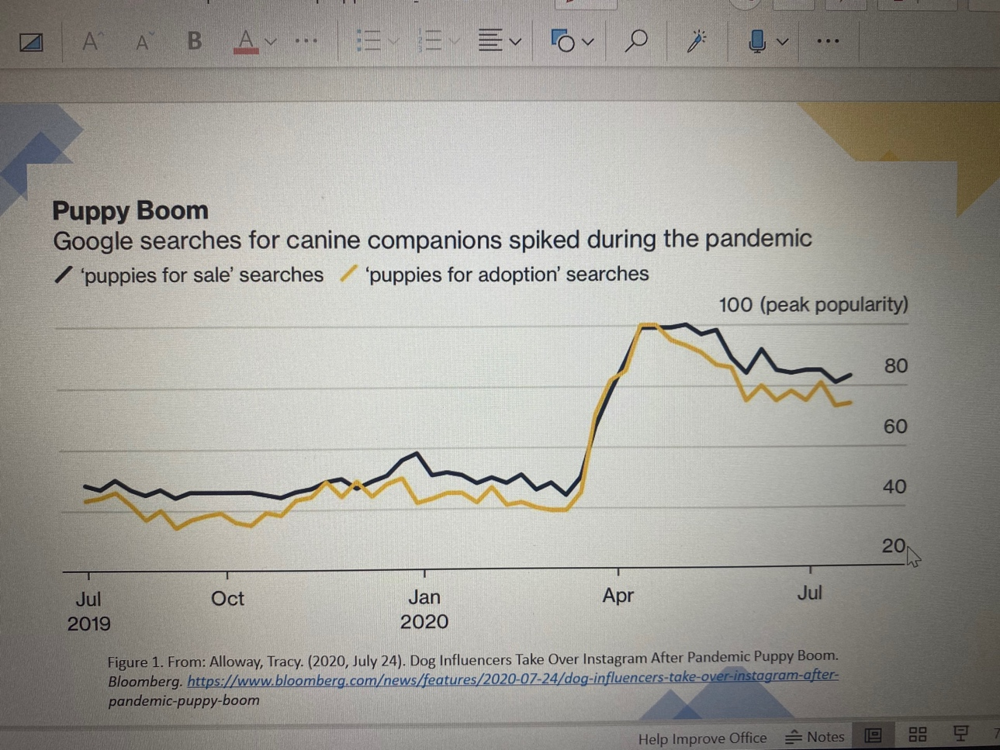 Puppy Boom
Google searches for canine companions spiked during the pandemic
'puppies for sale' searches 'puppies for adoption' searches
100 (peak popularity)
80
60
40
20
Jul Oct Jan Apr Jul
2019 2020
Figure 1. From: Alloway, Tracy. (2020, July 24). Dog Influencers Take Over Instagram After Pandemic Puppy Boom.
Bloomberg. https://www.bloomberg.com/news/features/2020-07-24/dog-influencers-take-over-instagram-after-
pandemic-puppy-boom
Help Improve Office Notes